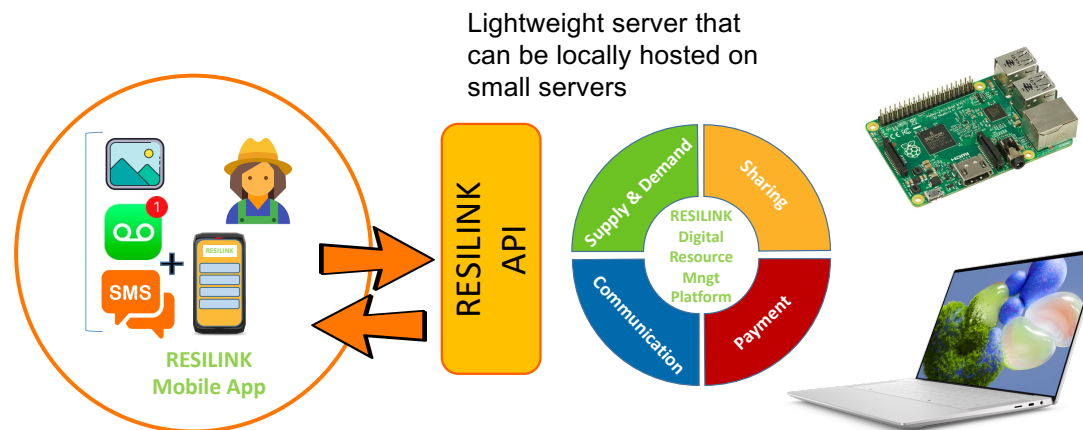 Lightweight server that
can be locally hosted on
small servers
1
SMS
RESILINK
RESILINK
Mobile App
RESILINK
API
Supply & Demand
Sharing
Communication
Payment
RESILINK
Digital
Resource
Mngt
Platform
HDMI